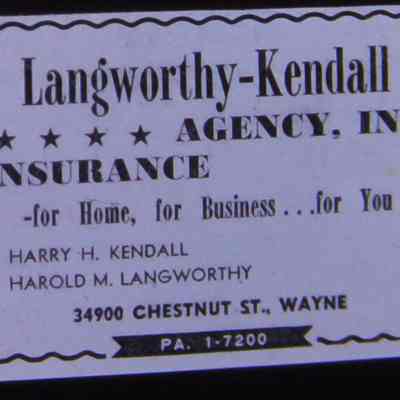 Langworthy-Kendall
★ ★ ★ ★ AGENCY, IN
NSURANCE
-for Home, for Business...for You
HARRY H. KENDALL
HAROLD M. LANGWORTHY
34900 CHESTNUT ST., WAYNE
PA. 1-7200